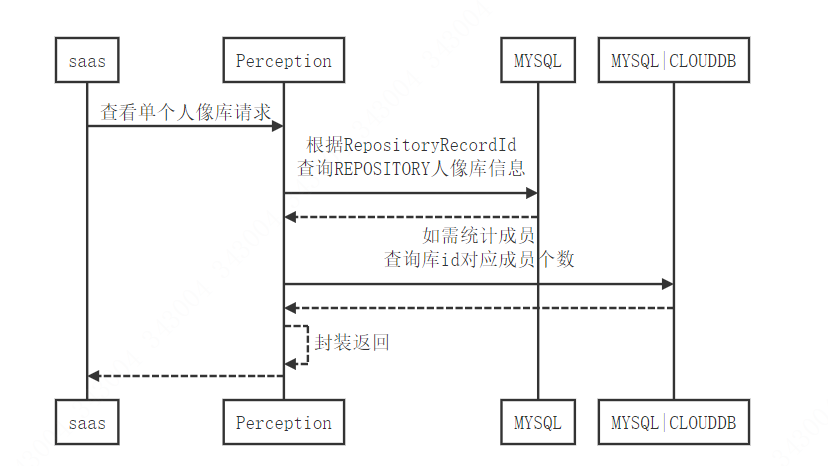 saas
Perception
MYSQL
MYSQL|CLOUDDB
查看单个人像库请求
根据RepositoryRecordId
查询REPOSITORY人像库信息
如需统计成员
查询库id对应成员个数
封装返回
saas
Perception
MYSQL
MYSQL|CLOUDDB